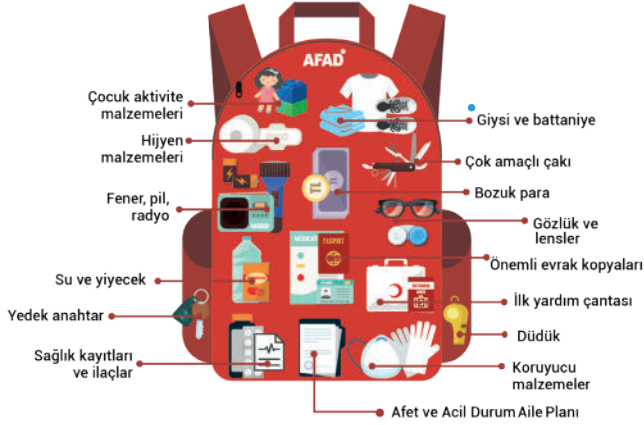 AFAD
Çocuk aktivite
malzemeleri
Giysi ve battaniye
Hijyen
malzemeleri
Çok amaçlı çakı
Bozuk para
Fener, pil,
radyo
Gözlük ve
lensler
Önemli evrak kopyaları
Su ve yiyecek
İlk yardım çantası
Yedek anahtar
Düdük
Sağlık kayıtları
ve ilaçlar
Koruyucu
malzemeler
Afet ve Acil Durum Aile Planı